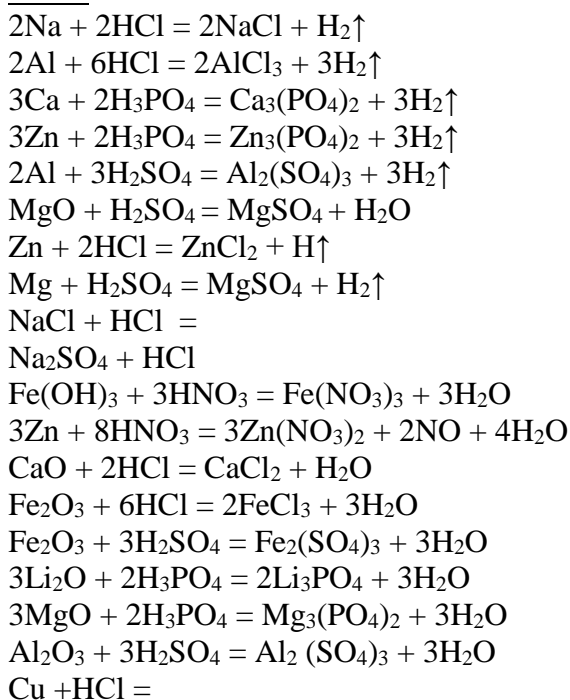 2Na + 2HCl = 2NaCl + H₂↑
2Al + 6HCl = 2AlCl₃ + 3H₂↑
3Ca + 2H₃PO₄ = Ca₃(PO₄)₂ + 3H₂↑
3Zn + 2H₃PO₄ = Zn₃(PO₄)₂ + 3H₂↑
2Al + 3H₂SO₄ = Al₂(SO₄)₃ + 3H₂↑
MgO + H₂SO₄ = MgSO₄ + H₂O
Zn + 2HCl = ZnCl₂ + H↑
Mg + H₂SO₄ = MgSO₄ + H₂↑
NaCl + HCl =
Na₂SO₄ + HCl
Fe(OH)₃ + 3HNO₃ = Fe(NO₃)₃ + 3H₂O
3Zn + 8HNO₃ = 3Zn(NO₃)₂ + 2NO + 4H₂O
CaO + 2HCl = CaCl₂ + H₂O
Fe₂O₃ + 6HCl = 2FeCl₃ + 3H₂O
Fe₂O₃ + 3H₂SO₄ = Fe₂(SO₄)₃ + 3H₂O
3Li₂O + 2H₃PO₄ = 2Li₃PO₄ + 3H₂O
3MgO + 2H₃PO₄ = Mg₃(PO₄)₂ + 3H₂O
Al₂O₃ + 3H₂SO₄ = Al₂ (SO₄)₃ + 3H₂O
Cu +HCl =